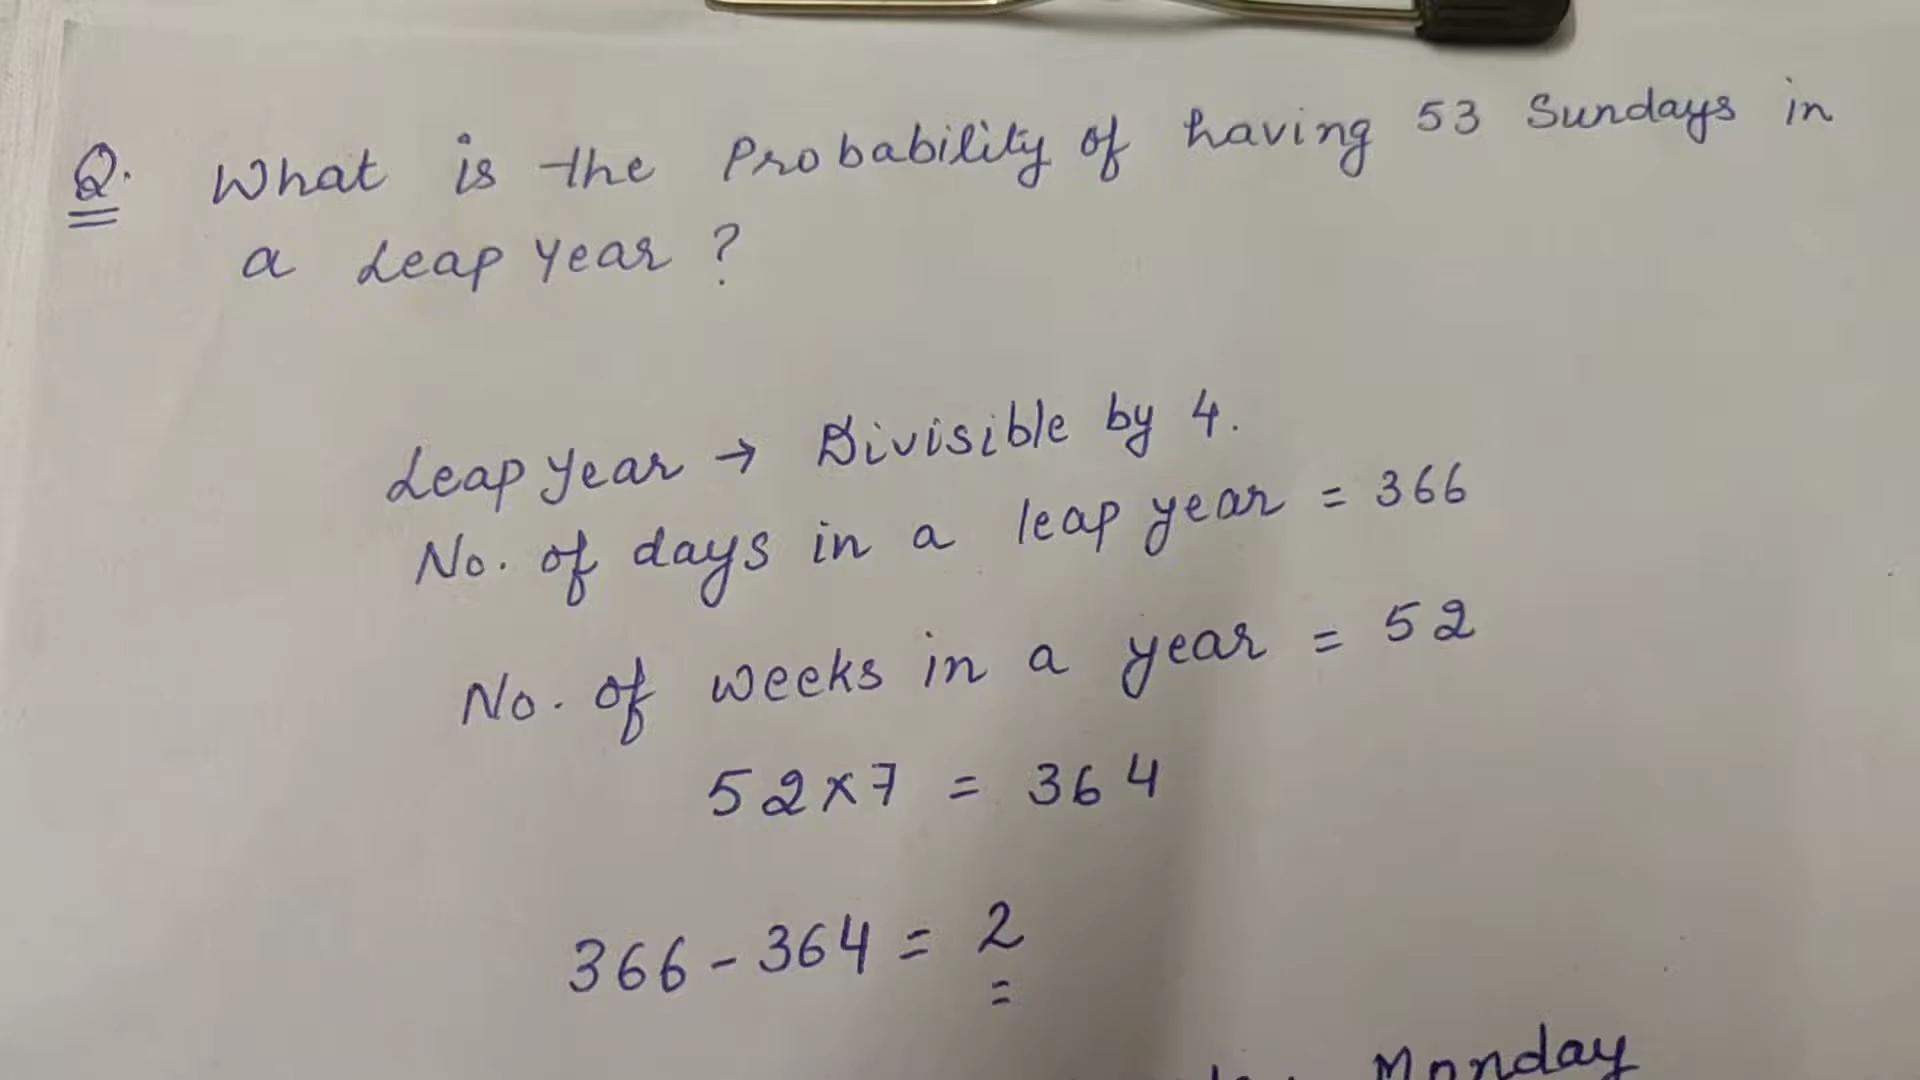 Q. What is the Probability of having 53 Sundays in
a Leap Year ?
Leap Year → Divisible by 4.
No. of days in a leap year = 366
No. of weeks in a year = 52
52×7 = 364
366 - 364 = 2
Monday